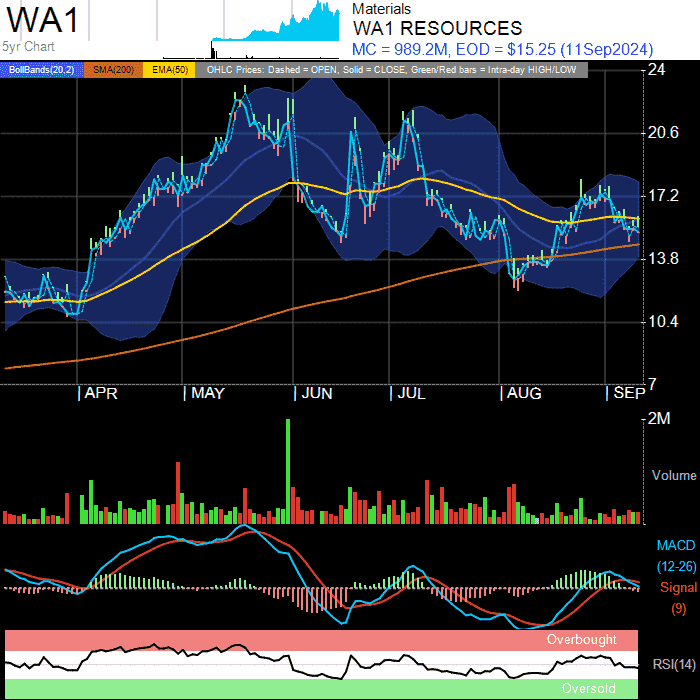 WA1
5yr Chart
Materials
WA1 RESOURCES
MC = 989.2M, EOD = $15.25 (11Sep2024)
BollBands(20,2) SMA(200) EMA(50) OHLC Prices: Dashed = OPEN, Solid = CLOSE, Green/Red bars = Intra-day HIGH/LOW
24
20.6
17.2
13.8
10.4
7
APR MAY JUN JUL AUG SEP
2M
Volume
MACD
(12-26)
Signal
(9)
Overbought
RSI(14)
Oversold